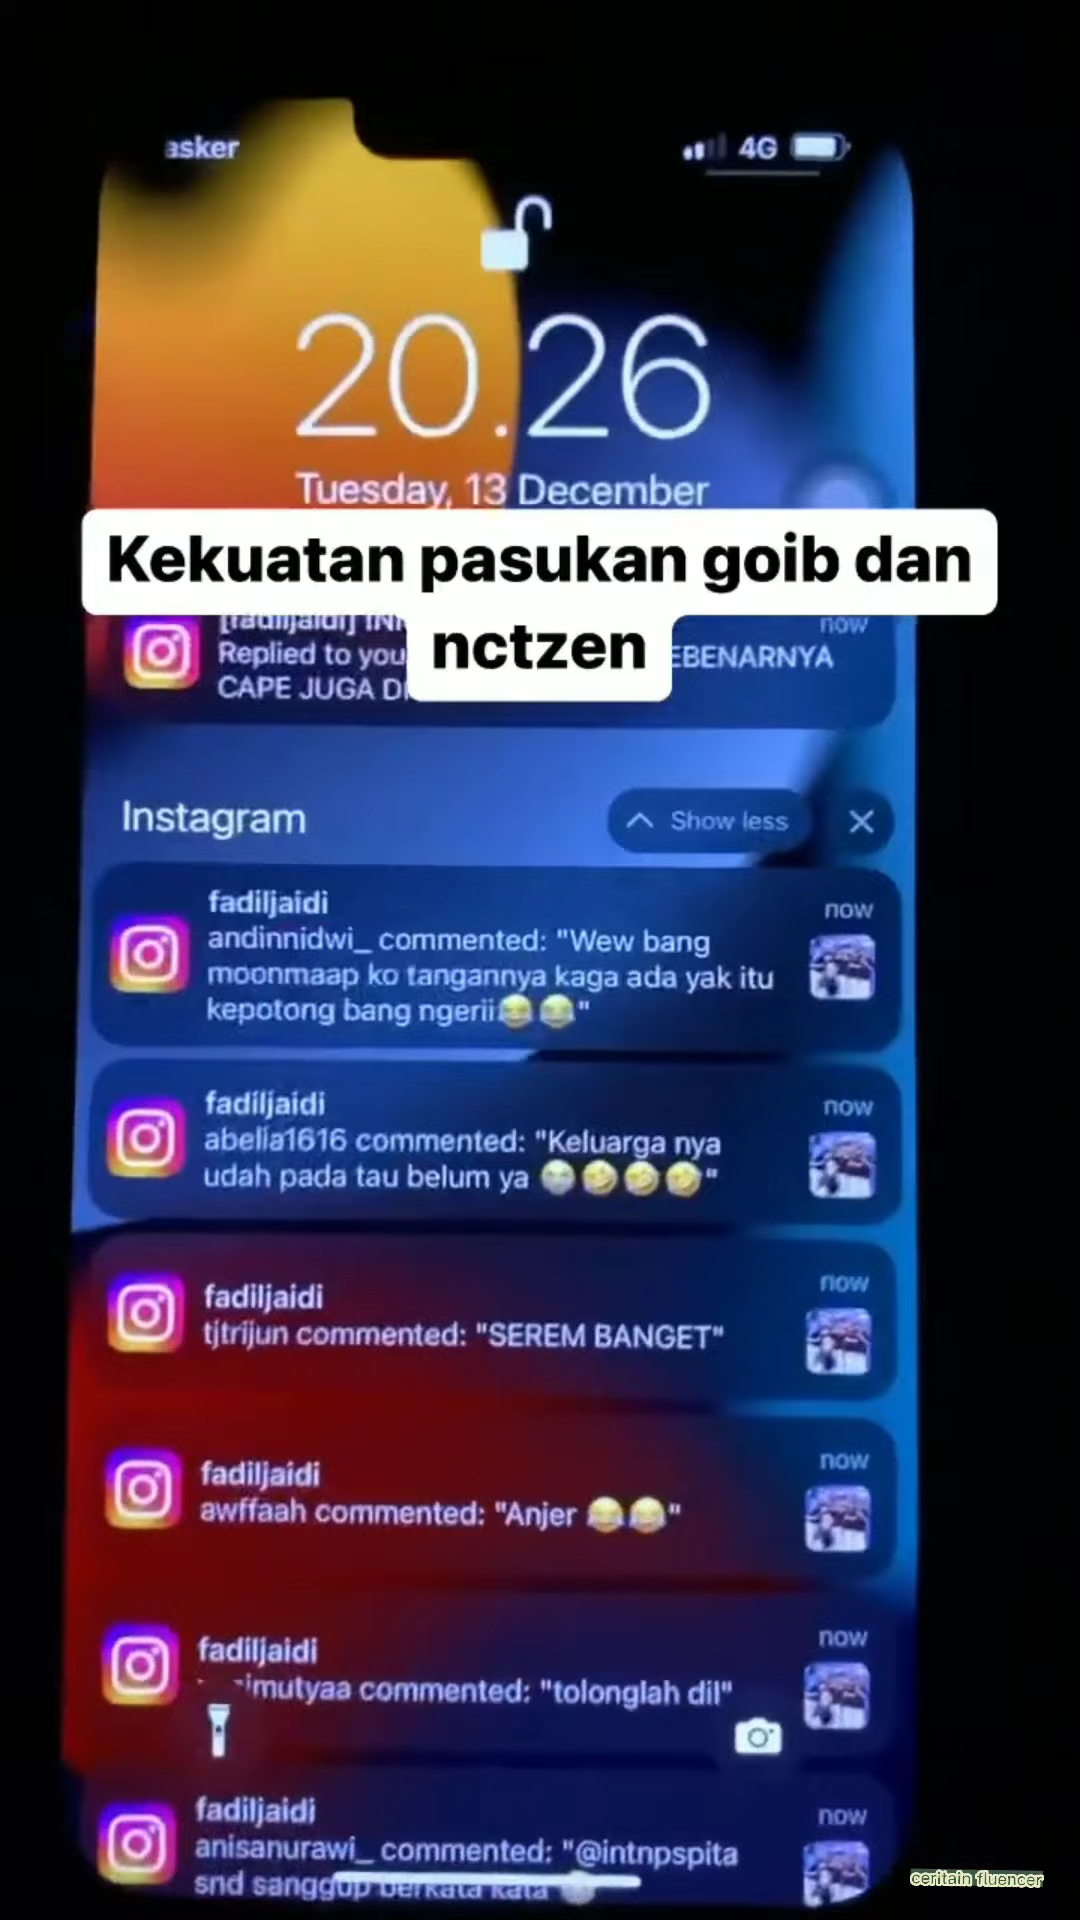 asker
4G
20.26
Tuesday, 13 December
Kekuatan pasukan goib dan
nctzen
[fadiljaidi]
now
Replied to you
EBENARNYA
CAPE JUGA
Instagram
Show less
fadiljaidi
now
andinnidwi_ commented: "Wew bang
moonmaap ko tangannya kaga ada yak itu
kepotong bang ngerii😂😂"
fadiljaidi
now
abelia1616 commented: "Keluarga nya
udah pada tau belum ya 😭🤣🤣🤣"
fadiljaidi
now
tjtrijun commented: "SEREM BANGET"
fadiljaidi
now
awffaah commented: "Anjer 😂😂"
fadiljaidi
now
imutyaa commented: "tolonglah dil"
fadiljaidi
now
anisanurawi_ commented: "@intnpspita
snd sanggup berkata kata
ceritain fluencer